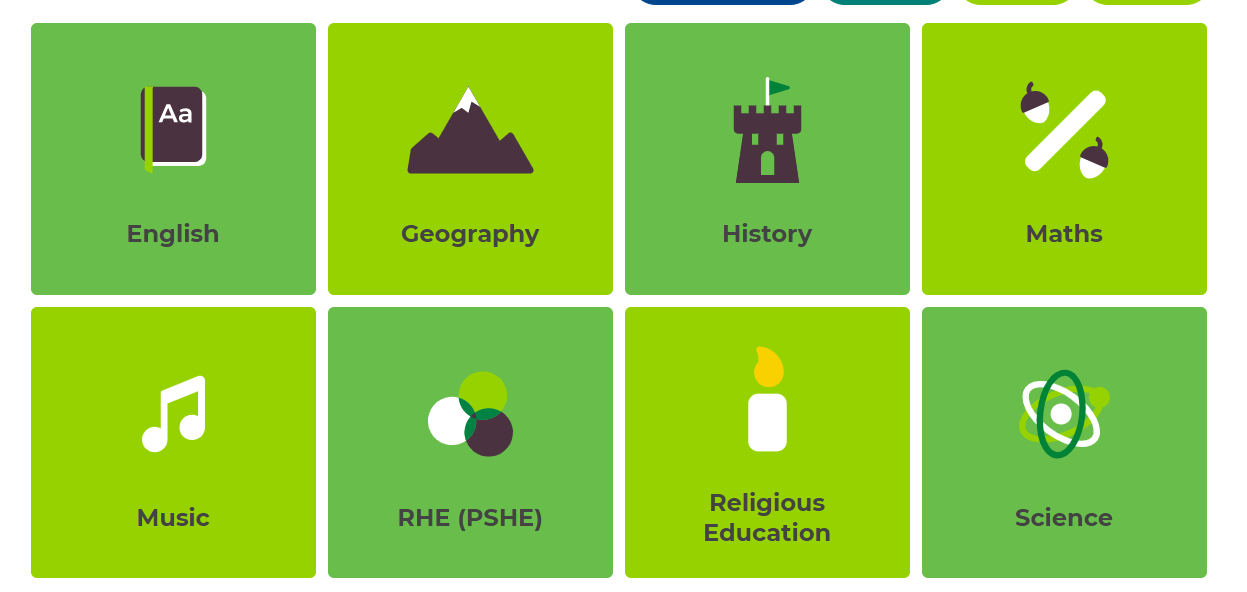 Aa
English
Geography
History
Maths
Music
RHE (PSHE)
Religious
Education
Science